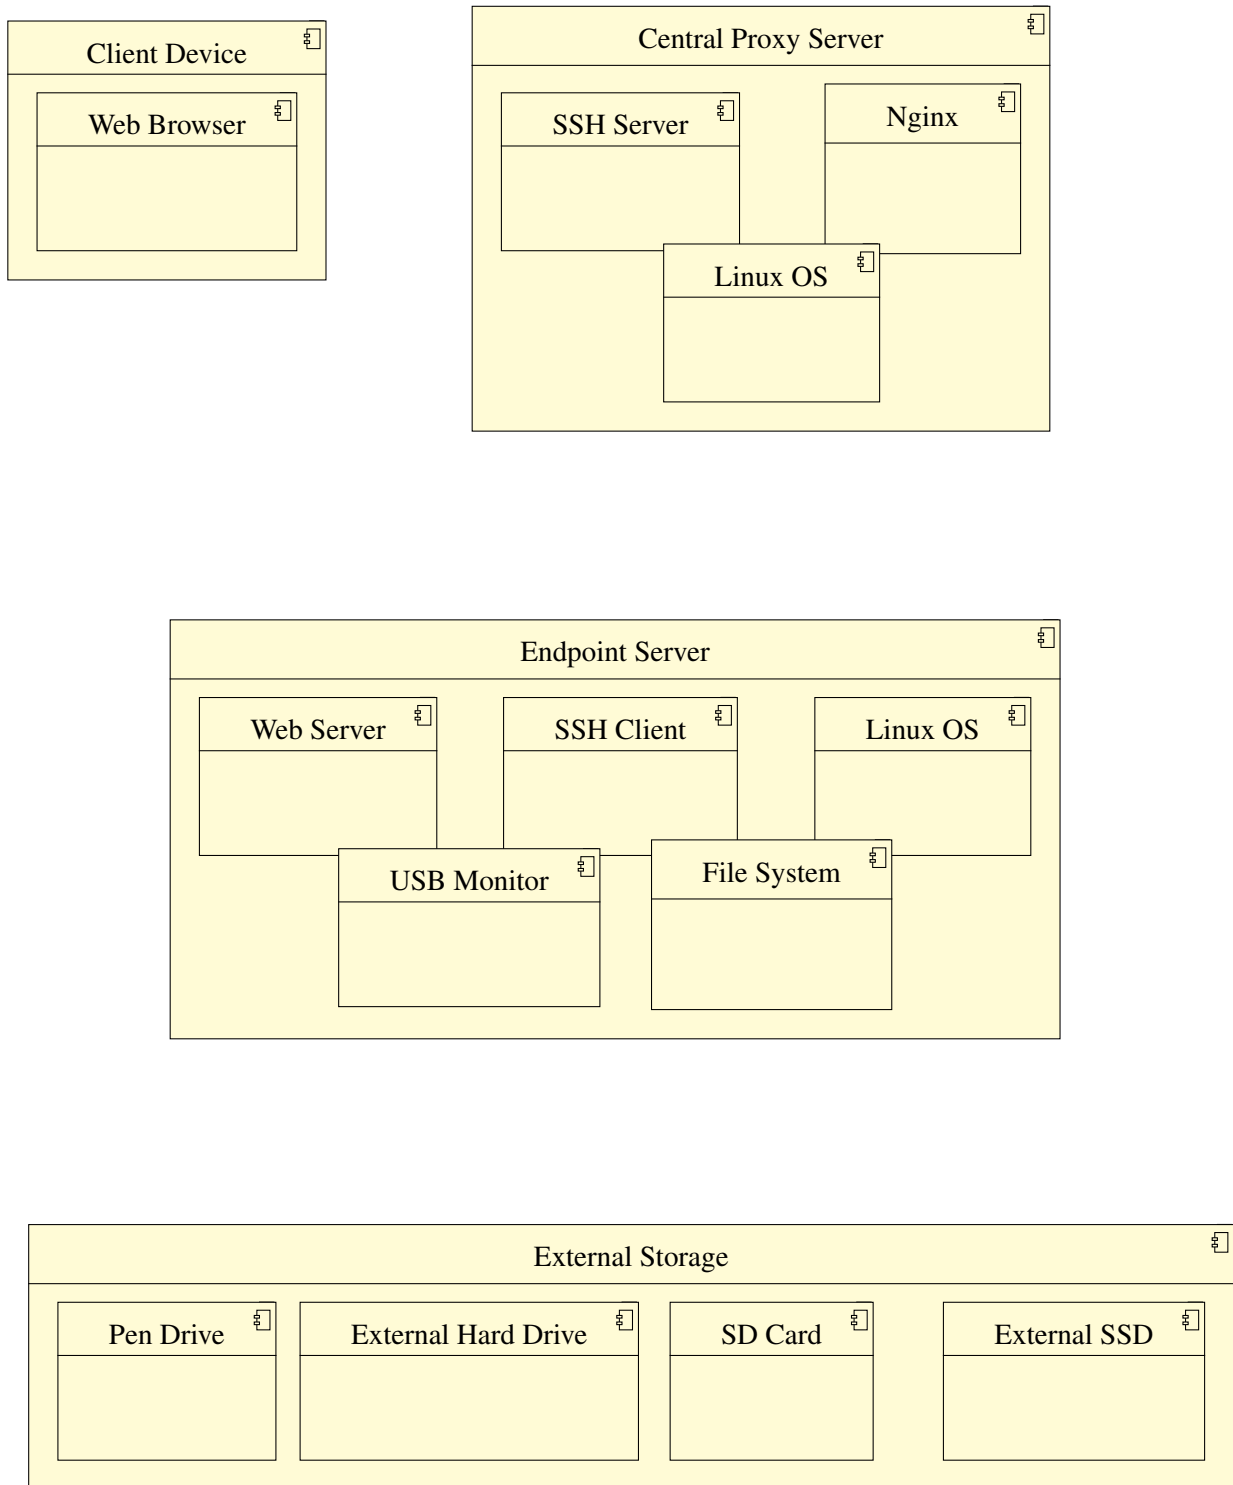 Client Device
Web Browser
Central Proxy Server
SSH Server
Nginx
Linux OS
Endpoint Server
Web Server
SSH Client
Linux OS
USB Monitor
File System
External Storage
Pen Drive
External Hard Drive
SD Card
External SSD